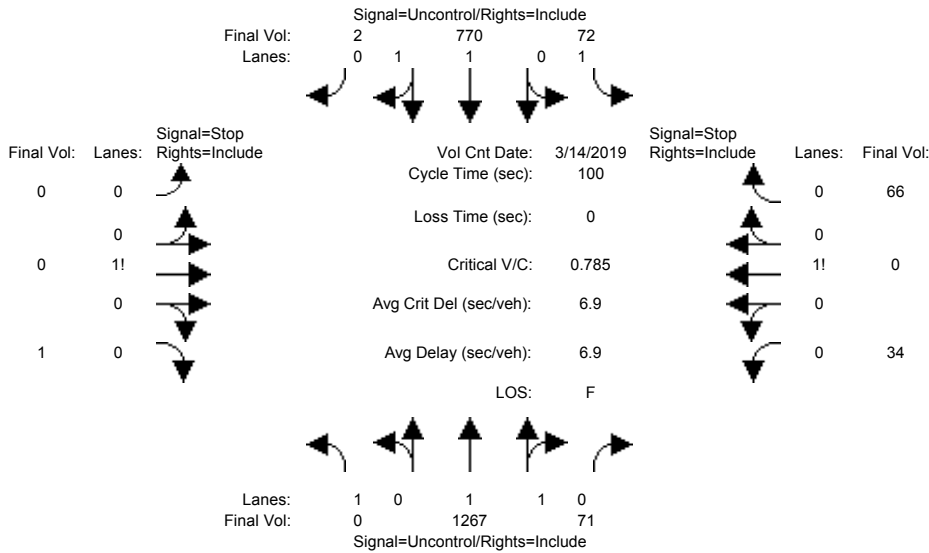 Signal=Uncontrol/Rights=Include
Final Vol: 2 770 72
Lanes: 0 1 1 0 1
Signal=Stop Signal=Stop
Final Vol: Lanes: Rights=Include Vol Cnt Date: 3/14/2019 Rights=Include Lanes: Final Vol:
Cycle Time (sec): 100
0 0 0 66
Loss Time (sec): 0
0 0
0 1! Critical V/C: 0.785 1! 0
0 Avg Crit Del (sec/veh): 6.9 0
1 0 Avg Delay (sec/veh): 6.9 0 34
LOS: F
Lanes: 1 0 1 1 0
Final Vol: 0 1267 71
Signal=Uncontrol/Rights=Include